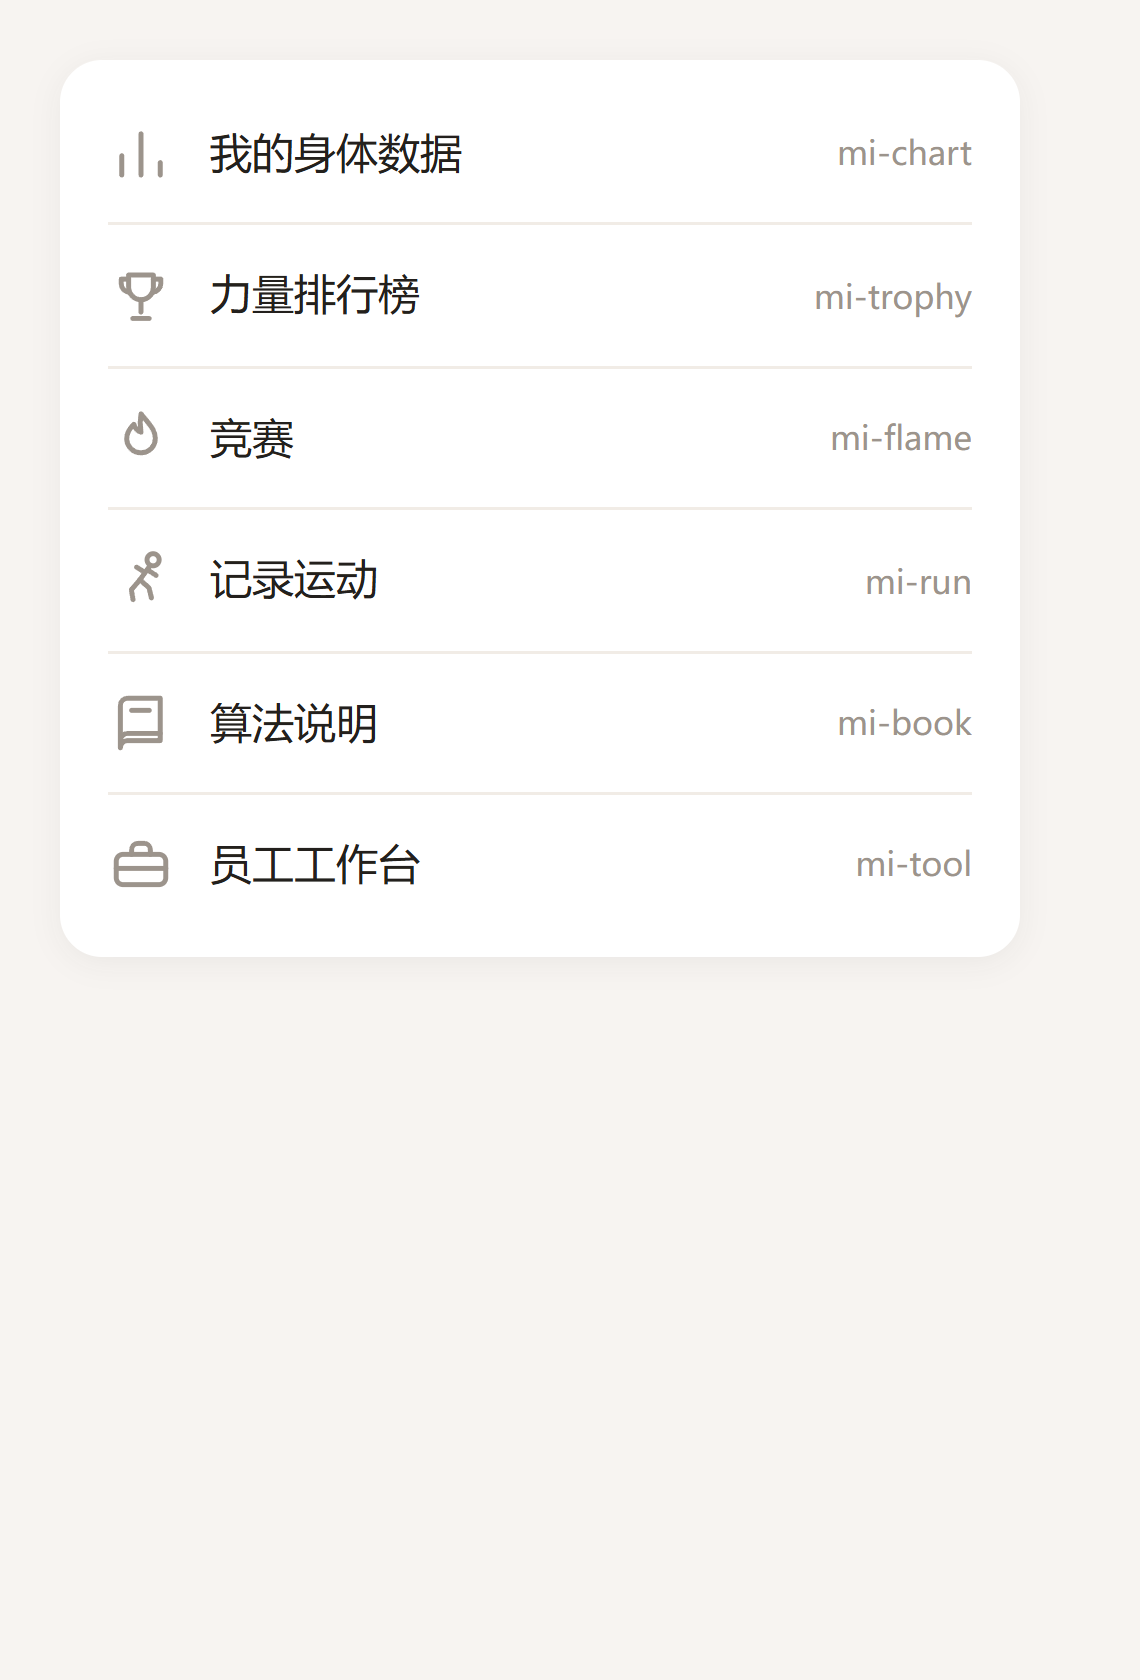 我的身体数据 mi-chart
力量排行榜 mi-trophy
竞赛 mi-flame
记录运动 mi-run
算法说明 mi-book
员工工作台 mi-tool